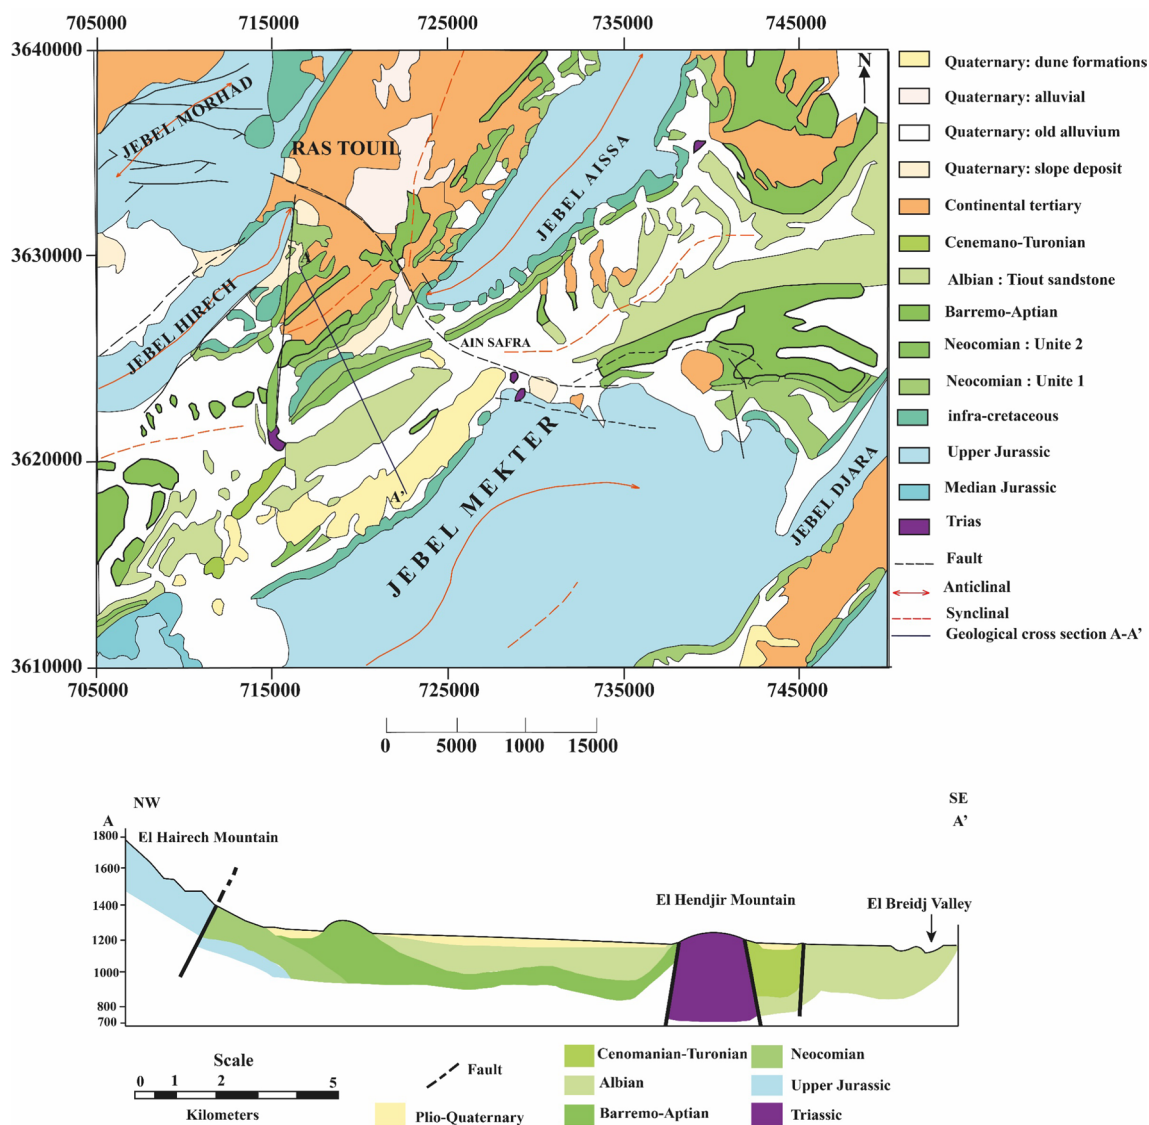 705000 715000 725000 735000 745000
3640000
3630000
3620000
3610000
705000 715000 725000 735000 745000
N
JEBEL MORHAD
RAS TOUIL
JEBEL AISSA
JEBEL HIRECH
A
AIN SAFRA
A'
JEBEL MEKTER
JEBEL DJARA
Quaternary: dune formations
Quaternary: alluvial
Quaternary: old alluvium
Quaternary: slope deposit
Continental tertiary
Cenemano-Turonian
Albian : Tiout sandstone
Barremo-Aptian
Neocomian : Unite 2
Neocomian : Unite 1
infra-cretaceous
Upper Jurassic
Median Jurassic
Trias
Fault
Anticlinal
Synclinal
Geological cross section A-A'
0 5000 1000 15000
NW SE
A A'
1800
1600
1400
1200
1000
800
700
El Hairech Mountain
El Hendjir Mountain
El Breidj Valley
Scale
0 1 2 5
Kilometers
Fault
Plio-Quaternary
Cenomanian-Turonian
Albian
Barremo-Aptian
Neocomian
Upper Jurassic
Triassic